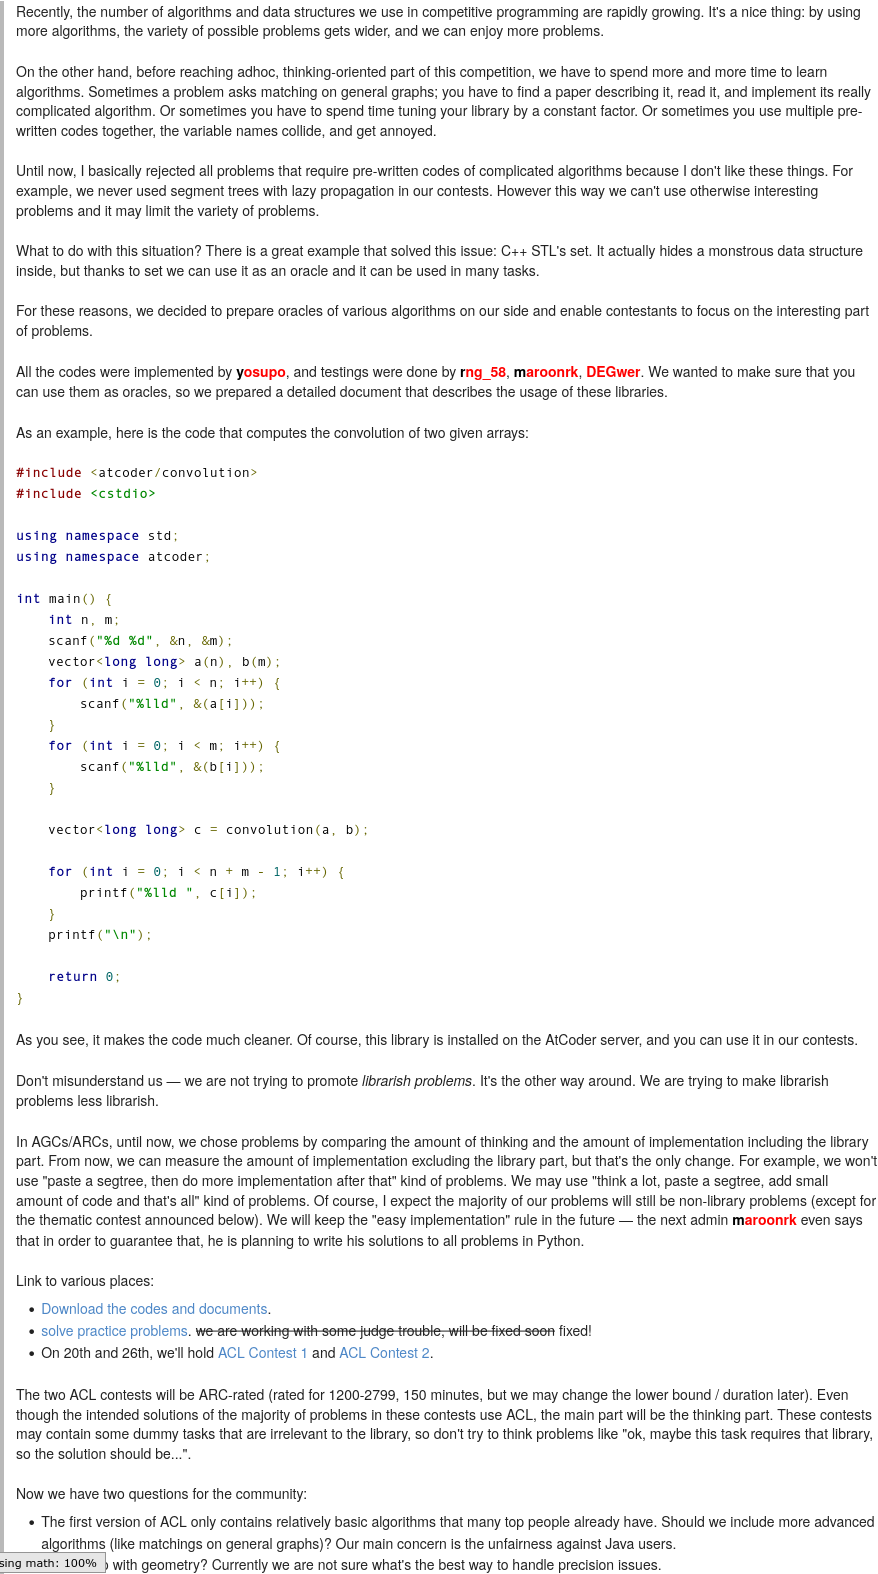 Recently, the number of algorithms and data structures we use in competitive programming are rapidly growing. It's a nice thing: by using
more algorithms, the variety of possible problems gets wider, and we can enjoy more problems.
On the other hand, before reaching adhoc, thinking-oriented part of this competition, we have to spend more and more time to learn
algorithms. Sometimes a problem asks matching on general graphs; you have to find a paper describing it, read it, and implement its really
complicated algorithm. Or sometimes you have to spend time tuning your library by a constant factor. Or sometimes you use multiple pre-
written codes together, the variable names collide, and get annoyed.
Until now, I basically rejected all problems that require pre-written codes of complicated algorithms because I don't like these things. For
example, we never used segment trees with lazy propagation in our contests. However this way we can't use otherwise interesting
problems and it may limit the variety of problems.
What to do with this situation? There is a great example that solved this issue: C++ STL's set. It actually hides a monstrous data structure
inside, but thanks to set we can use it as an oracle and it can be used in many tasks.
For these reasons, we decided to prepare oracles of various algorithms on our side and enable contestants to focus on the interesting part
of problems.
All the codes were implemented by yosupo, and testings were done by rng_58, maroonrk, DEGwer. We wanted to make sure that you
can use them as oracles, so we prepared a detailed document that describes the usage of these libraries.
As an example, here is the code that computes the convolution of two given arrays:
#include <atcoder/convolution>
#include <cstdio>
using namespace std;
using namespace atcoder;
int main() {
    int n, m;
    scanf("%d %d", &n, &m);
    vector<long long> a(n), b(m);
    for (int i = 0; i < n; i++) {
        scanf("%lld", &(a[i]));
    }
    for (int i = 0; i < m; i++) {
        scanf("%lld", &(b[i]));
    }
    vector<long long> c = convolution(a, b);
    for (int i = 0; i < n + m - 1; i++) {
        printf("%lld ", c[i]);
    }
    printf("\n");
    return 0;
}
As you see, it makes the code much cleaner. Of course, this library is installed on the AtCoder server, and you can use it in our contests.
Don't misunderstand us — we are not trying to promote librarish problems. It's the other way around. We are trying to make librarish
problems less librarish.
In AGCs/ARCs, until now, we chose problems by comparing the amount of thinking and the amount of implementation including the library
part. From now, we can measure the amount of implementation excluding the library part, but that's the only change. For example, we won't
use "paste a segtree, then do more implementation after that" kind of problems. We may use "think a lot, paste a segtree, add small
amount of code and that's all" kind of problems. Of course, I expect the majority of our problems will still be non-library problems (except for
the thematic contest announced below). We will keep the "easy implementation" rule in the future — the next admin maroonrk even says
that in order to guarantee that, he is planning to write his solutions to all problems in Python.
Link to various places:
• Download the codes and documents.
• solve practice problems. we are working with some judge trouble, will be fixed soon fixed!
• On 20th and 26th, we'll hold ACL Contest 1 and ACL Contest 2.
The two ACL contests will be ARC-rated (rated for 1200-2799, 150 minutes, but we may change the lower bound / duration later). Even
though the intended solutions of the majority of problems in these contests use ACL, the main part will be the thinking part. These contests
may contain some dummy tasks that are irrelevant to the library, so don't try to think problems like "ok, maybe this task requires that library,
so the solution should be...".
Now we have two questions for the community:
• The first version of ACL only contains relatively basic algorithms that many top people already have. Should we include more advanced
algorithms (like matchings on general graphs)? Our main concern is the unfairness against Java users.
with geometry? Currently we are not sure what's the best way to handle precision issues.
sing math: 100%